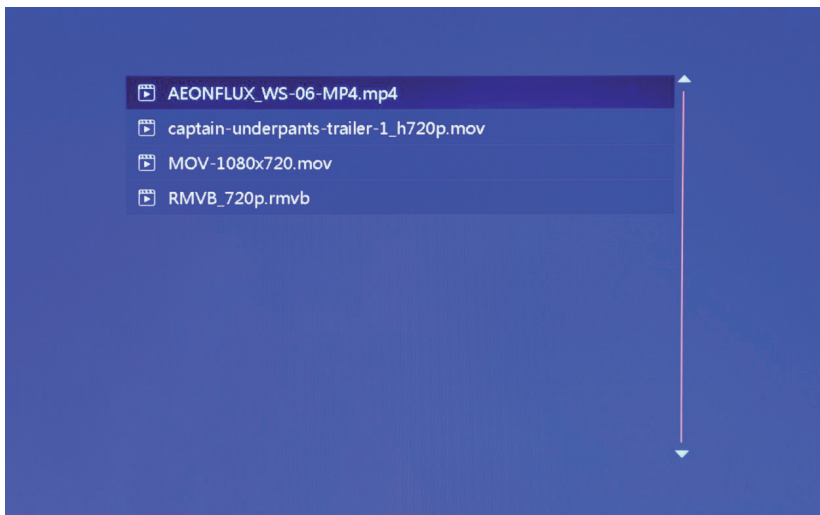 AEONFLUX_WS-06-MP4.mp4
captain-underpants-trailer-1_h720p.mov
MOV-1080x720.mov
RMVB_720p.rmvb